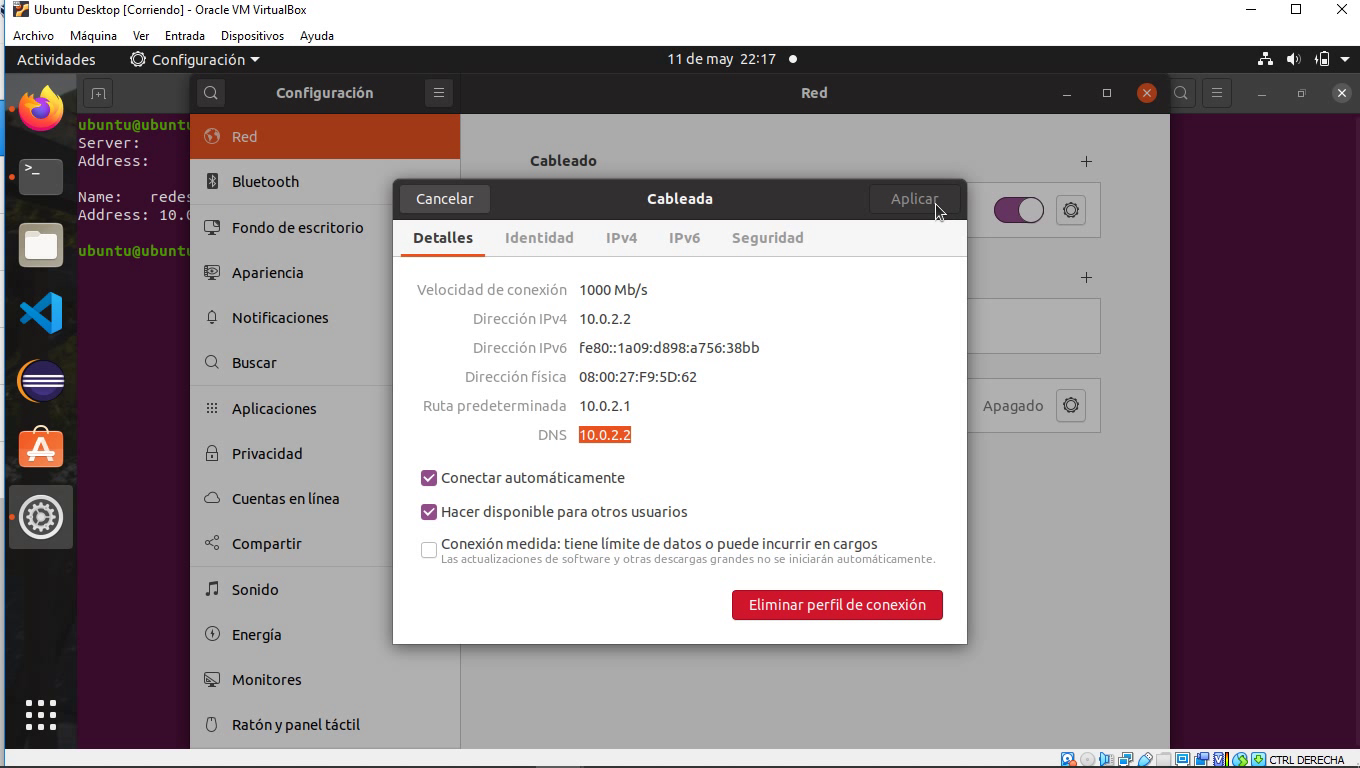 Ubuntu Desktop [Corriendo] - Oracle VM VirtualBox
Archivo Máquina Ver Entrada Dispositivos Ayuda
Actividades Configuración 11 de may 22:17
Configuración Red
ubuntu@ubuntu
Server:
Address:
Name: redes
Address: 10.0
ubuntu@ubuntu
Red
Bluetooth
Fondo de escritorio
Apariencia
Notificaciones
Buscar
Aplicaciones
Privacidad
Cuentas en línea
Compartir
Sonido
Energía
Monitores
Ratón y panel táctil
Cableado
Apagado
Cancelar Cableada Aplicar
Detalles Identidad IPv4 IPv6 Seguridad
Velocidad de conexión 1000 Mb/s
Dirección IPv4 10.0.2.2
Dirección IPv6 fe80::1a09:d898:a756:38bb
Dirección física 08:00:27:F9:5D:62
Ruta predeterminada 10.0.2.1
DNS 10.0.2.2
Conectar automáticamente
Hacer disponible para otros usuarios
Conexión medida: tiene límite de datos o puede incurrir en cargos
Las actualizaciones de software y otras descargas grandes no se iniciarán automáticamente.
Eliminar perfil de conexión
CTRL DERECHA